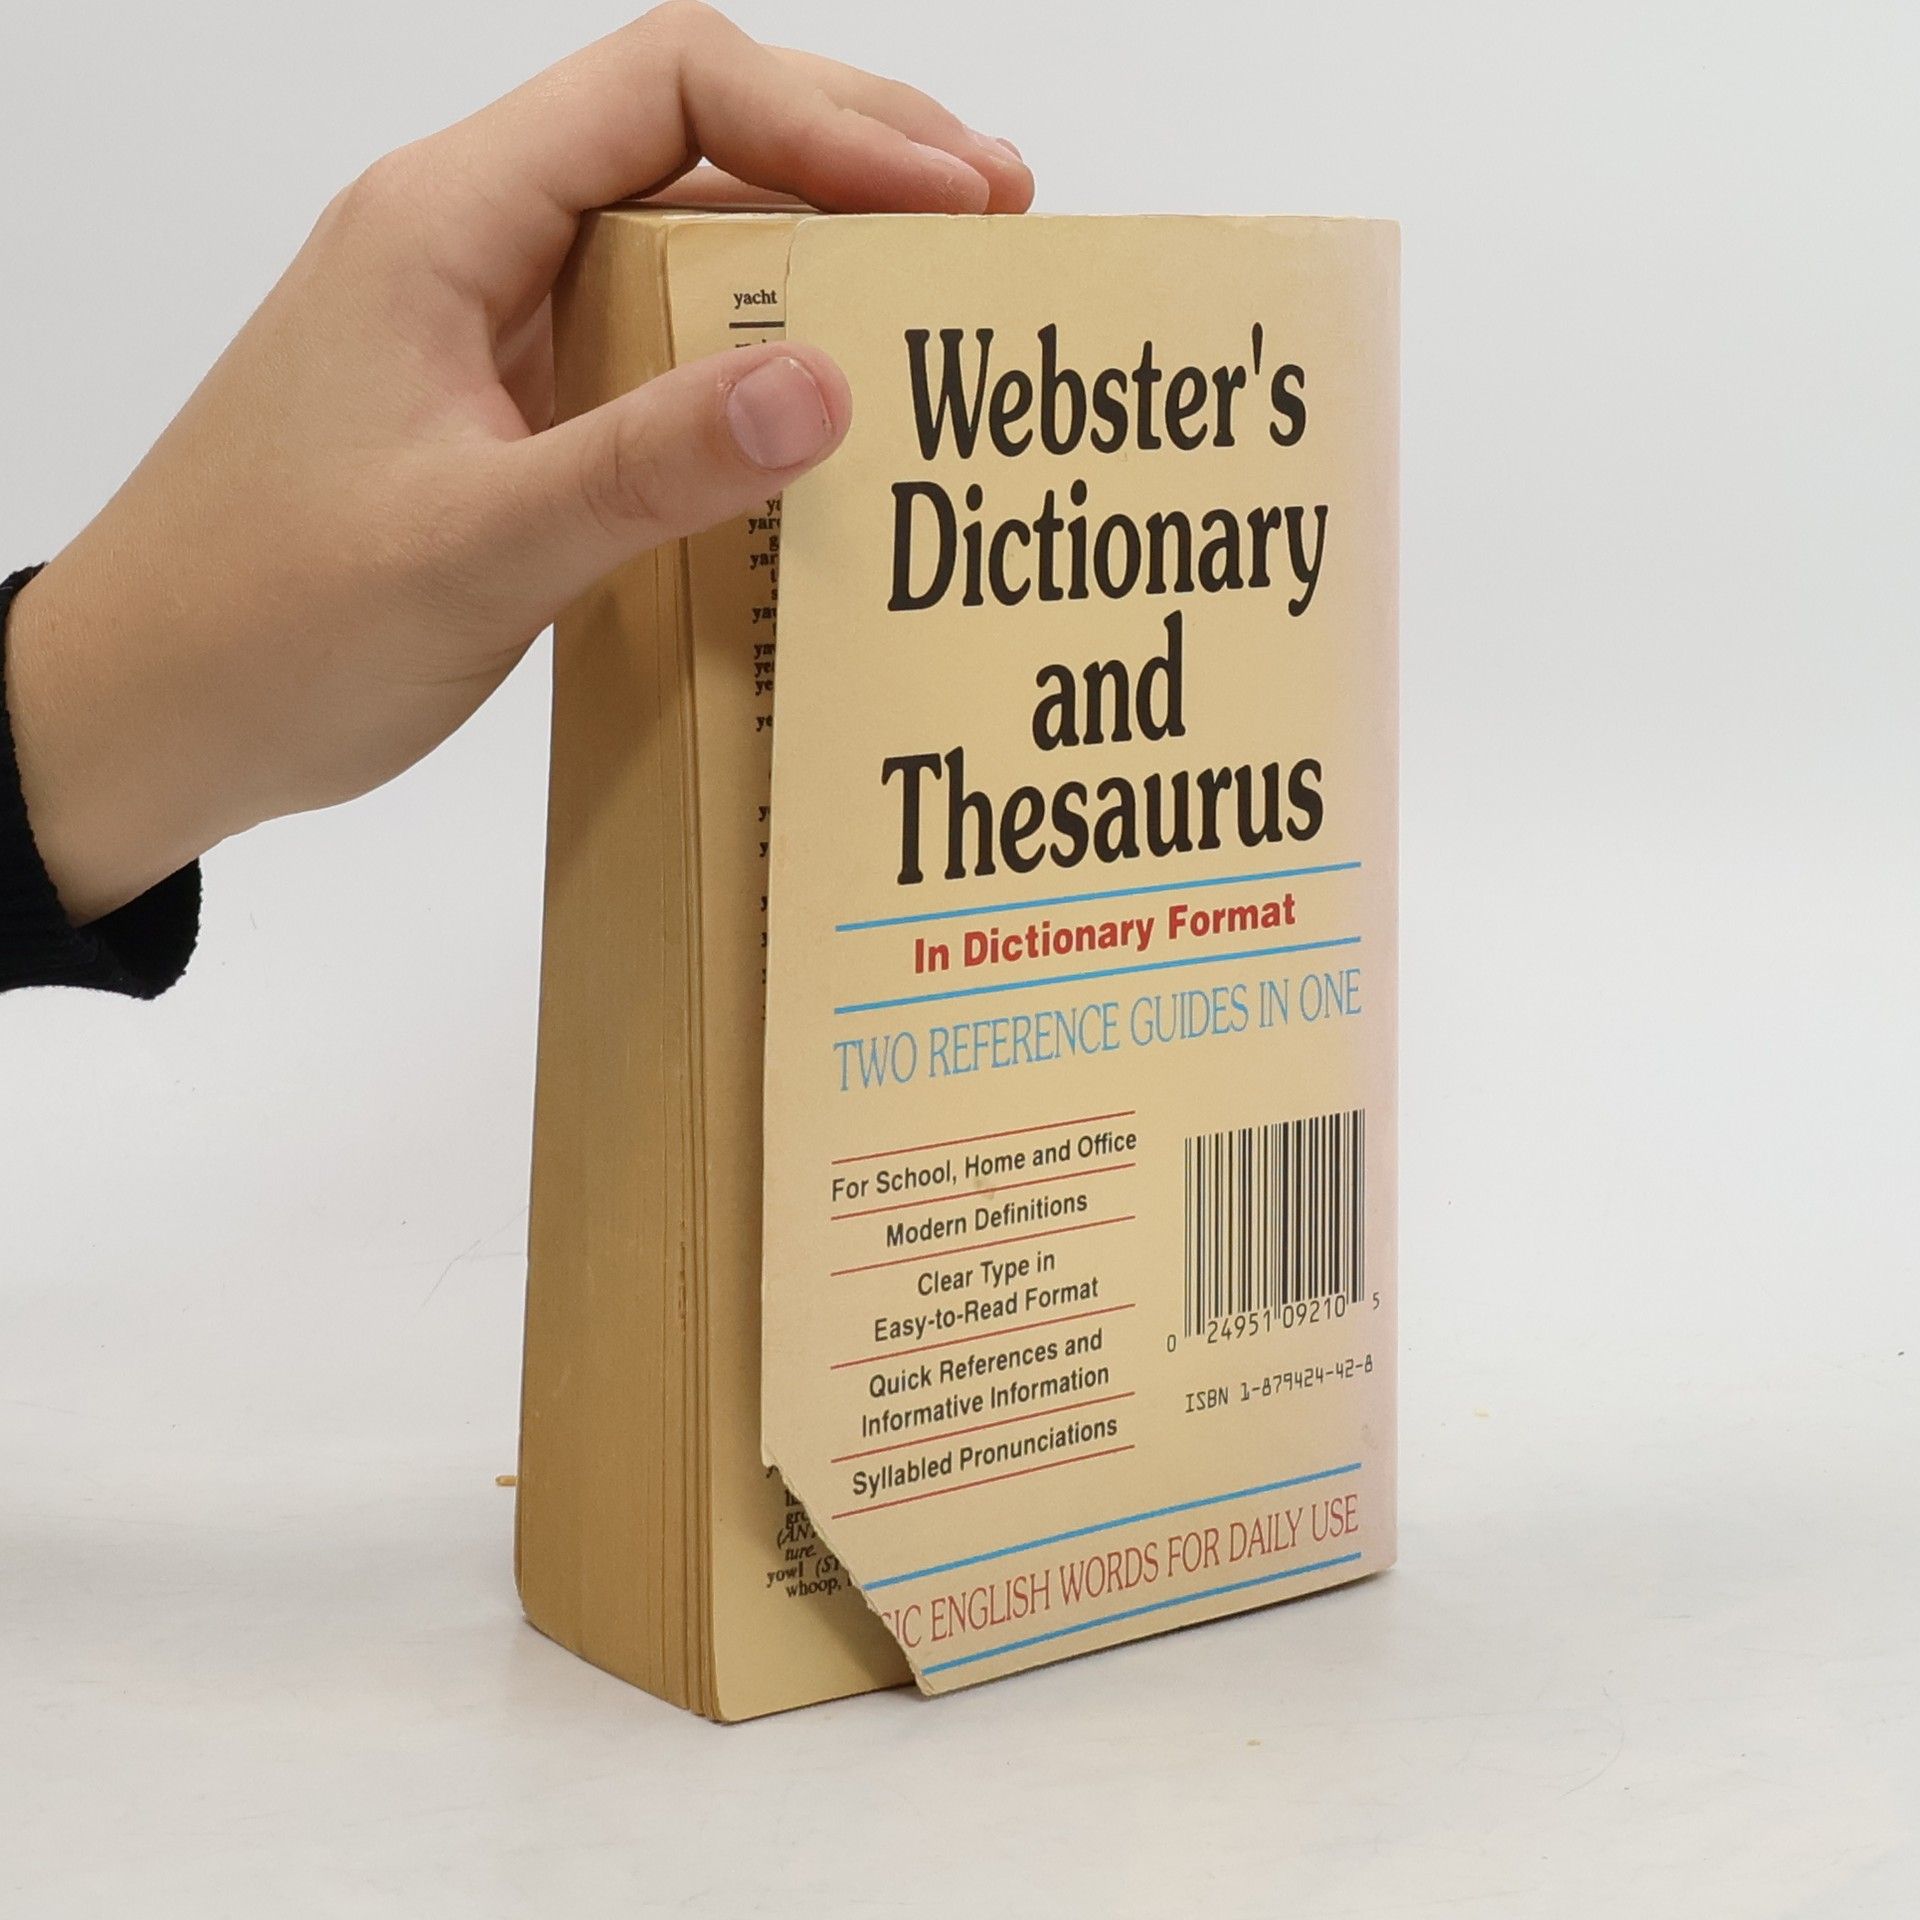 yacht
Webster's
Dictionary
and
Thesaurus
In Dictionary Format
TWO REFERENCE GUIDES IN ONE
For School, Home and Office
Modern Definitions
Clear Type in
Easy-to-Read Format
Quick References and
Informative Information
Syllabled Pronunciations
0 24951 09210 5
ISBN 1-879424-42-8
ENGLISH WORDS FOR DAILY USE
ture.
yowl
whoop,